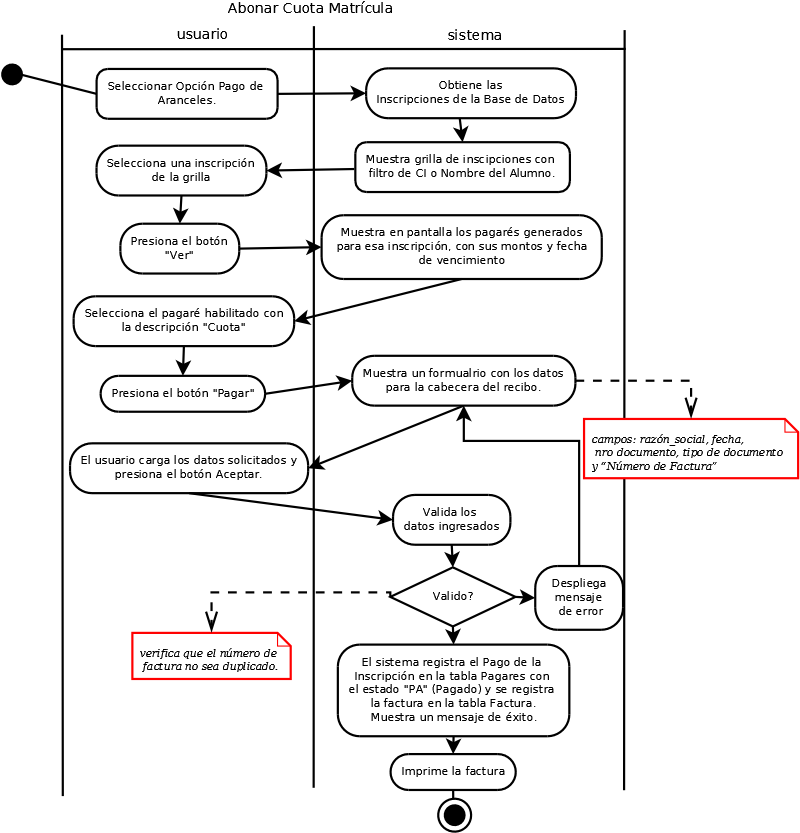 Abonar Cuota Matrícula
usuario
sistema
Seleccionar Opción Pago de
Aranceles.
Obtiene las
Inscripciones de la Base de Datos
Muestra grilla de inscipciones con
filtro de CI o Nombre del Alumno.
Selecciona una inscripción
de la grilla
Presiona el botón
"Ver"
Muestra en pantalla los pagarés generados
para esa inscripción, con sus montos y fecha
de vencimiento
Selecciona el pagaré habilitado con
la descripción "Cuota"
Presiona el botón "Pagar"
Muestra un formualrio con los datos
para la cabecera del recibo.
campos: razón_social, fecha,
nro documento, tipo de documento
y "Número de Factura"
El usuario carga los datos solicitados y
presiona el botón Aceptar.
Valida los
datos ingresados
Valido?
Despliega
mensaje
de error
verifica que el número de
factura no sea duplicado.
El sistema registra el Pago de la
Inscripción en la tabla Pagares con
el estado "PA" (Pagado) y se registra
la factura en la tabla Factura.
Muestra un mensaje de éxito.
Imprime la factura